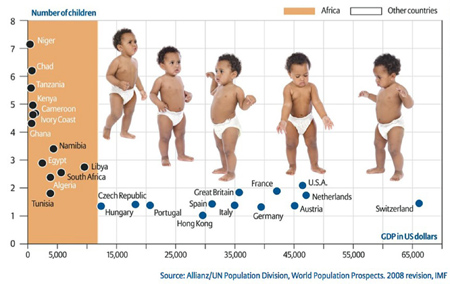 Number of children
Africa
Other countries
8
7
6
5
4
3
2
1
0
Niger
Chad
Tanzania
Kenya
Cameroon
Ivory Coast
Ghana
Namibia
Egypt
Libya
South Africa
Algeria
Tunisia
Czech Republic
Hungary
Portugal
Spain
Hong Kong
Great Britain
Italy
France
Germany
U.S.A.
Netherlands
Austria
Switzerland
GDP in US dollars
0 5,000 15,000 25,000 35,000 45,000 55,000 65,000
Source: Allianz/UN Population Division, World Population Prospects. 2008 revision, IMF